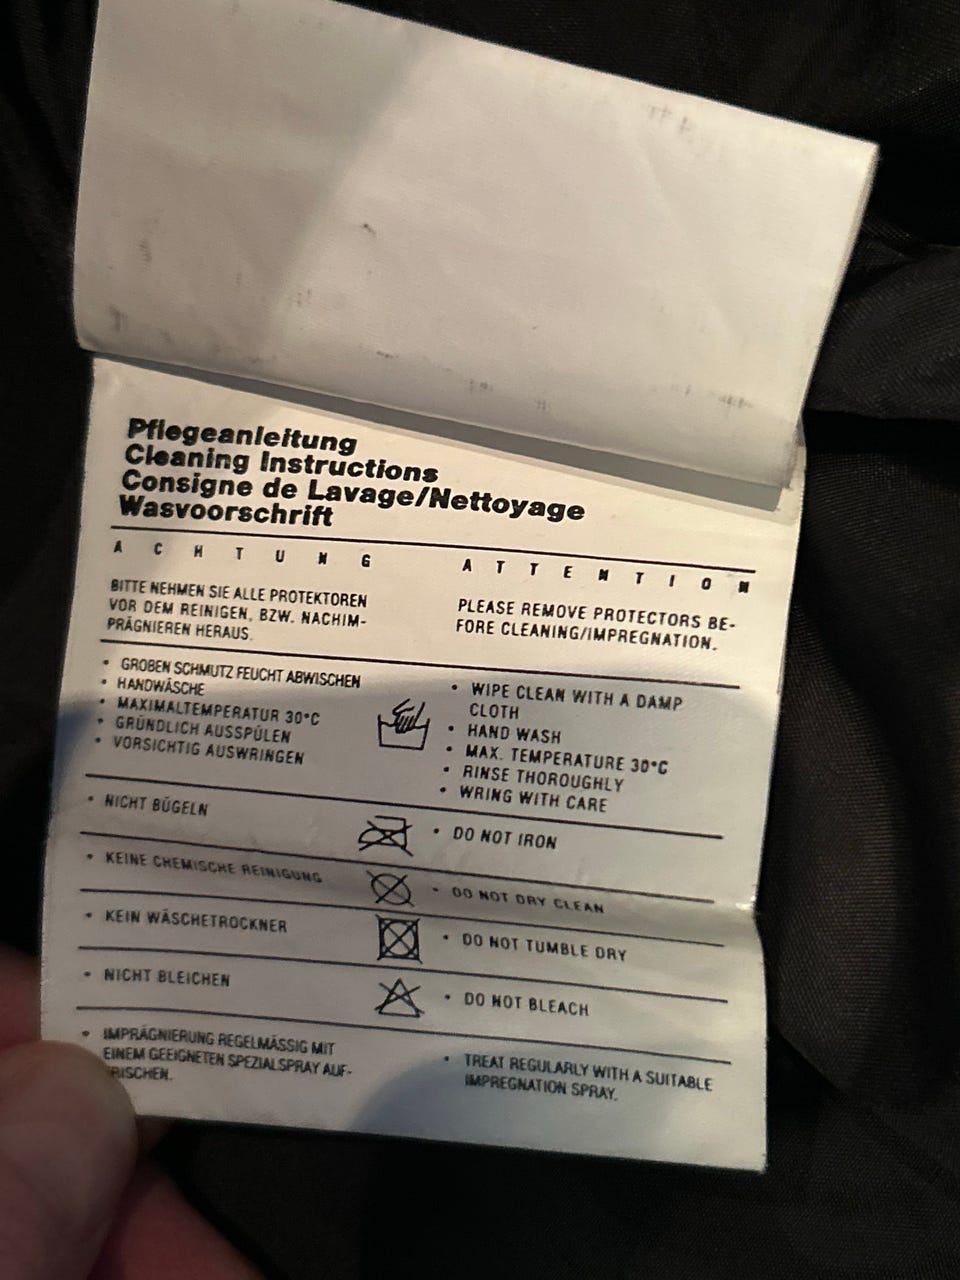 Pflegeanleitung
Cleaning Instructions
Consigne de Lavage/Nettoyage
Wasvoorschrift
ACHTUNG
BITTE NEHMEN SIE ALLE PROTEKTOREN
VOR DEM REINIGEN, BZW. NACHIM-
PRÄGNIEREN HERAUS.
ATTENTION
PLEASE REMOVE PROTECTORS BE-
FORE CLEANING/IMPREGNATION.
• GROBEN SCHMUTZ FEUCHT ABWISCHEN
• HANDWÄSCHE
• MAXIMALTEMPERATUR 30°C
• GRÜNDLICH AUSSPÜLEN
• VORSICHTIG AUSWRINGEN
• WIPE CLEAN WITH A DAMP
CLOTH
• HAND WASH
• MAX. TEMPERATURE 30°C
• RINSE THOROUGHLY
• WRING WITH CARE
• NICHT BÜGELN
• DO NOT IRON
• KEINE CHEMISCHE REINIGUNG
• DO NOT DRY CLEAN
• KEIN WÄSCHETROCKNER
• DO NOT TUMBLE DRY
• NICHT BLEICHEN
• DO NOT BLEACH
• IMPRÄGNIERUNG REGELMÄSSIG MIT
EINEM GEEIGNETEN SPEZIALSPRAY AUF-
RISCHEN.
• TREAT REGULARLY WITH A SUITABLE
IMPREGNATION SPRAY.